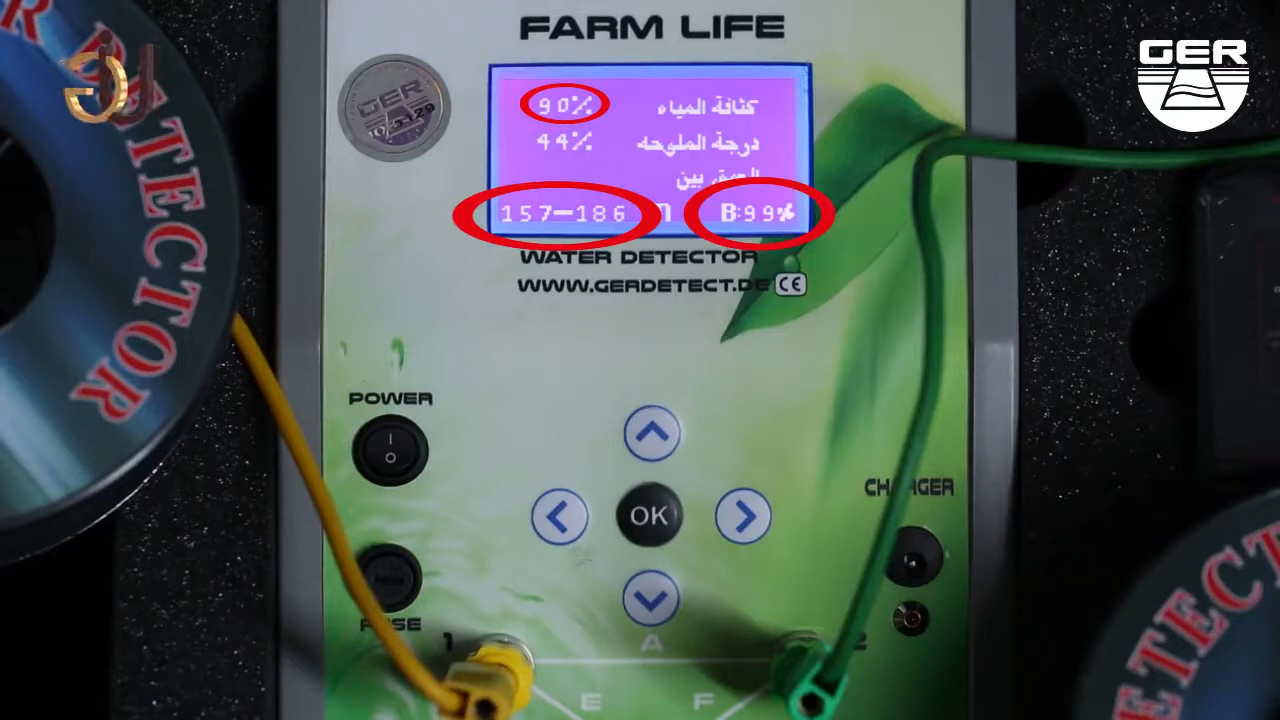 FARM LIFE
GER
كثافة المياه 90%
درجة الملوحه 44%
العمق بين
157-186 B:99%
WATER DETECTOR
WWW.GERDETECT.DE CE
GER
DETECTOR
POWER
OK
CHARGER
FUSE
1 A 2
E F
DETECT